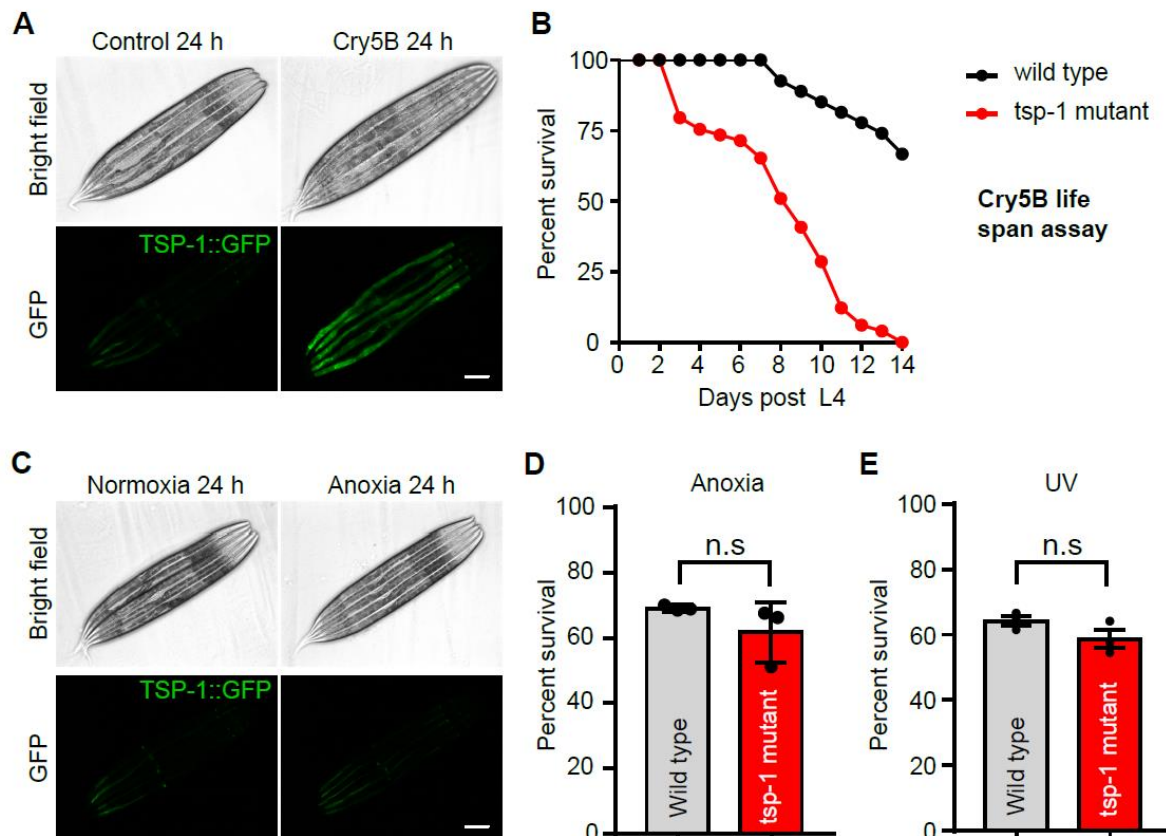 A
Control 24 h
Cry5B 24 h
Bright field
TSP-1::GFP
GFP
B
100
75
50
25
0
Percent survival
0 2 4 6 8 10 12 14
Days post L4
wild type
tsp-1 mutant
Cry5B life
span assay
C
Normoxia 24 h
Anoxia 24 h
Bright field
TSP-1::GFP
GFP
D
Anoxia
n.s
100
80
60
40
20
0
Percent survival
Wild type
tsp-1 mutant
E
UV
n.s
100
80
60
40
20
0
Percent survival
Wild type
tsp-1 mutant